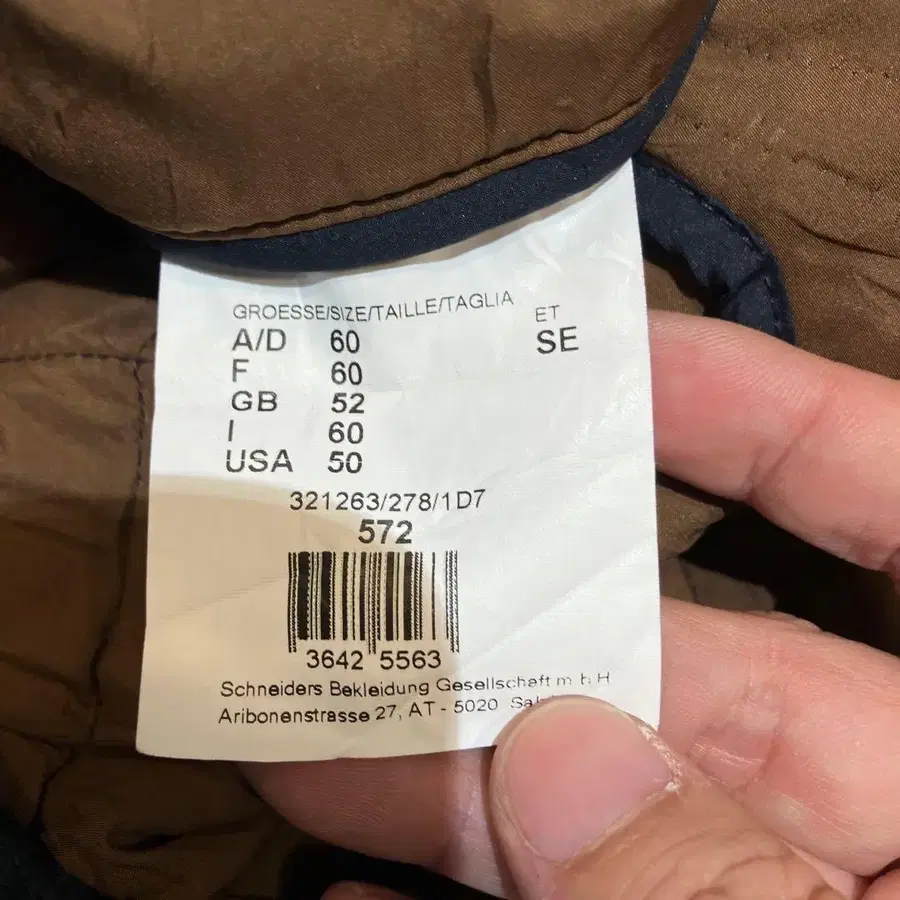 GROESSE/SIZE/TAILLE/TAGLIA ET
A/D 60 SE
F 60
GB 52
I 60
USA 50
321263/278/1D7
572
3642 5563
Schneiders Bekleidung Gesellschaft m b H
Aribonenstrasse 27, AT - 5020